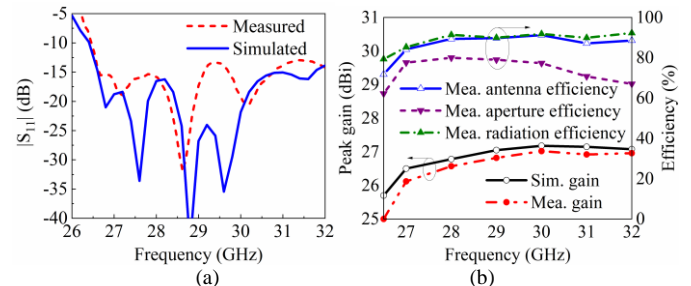 (a)
-5
-10
-15
-20
-25
-30
-35
-40
|S11| (dB)
Measured
Simulated
26 27 28 29 30 31 32
Frequency (GHz)
(a)
(b)
31
30
29
28
27
26
25
Peak gain (dBi)
100
80
60
40
20
0
Efficiency (%)
Mea. antenna efficiency
Mea. aperture efficiency
Mea. radiation efficiency
Sim. gain
Mea. gain
27 28 29 30 31 32
Frequency (GHz)
(b)